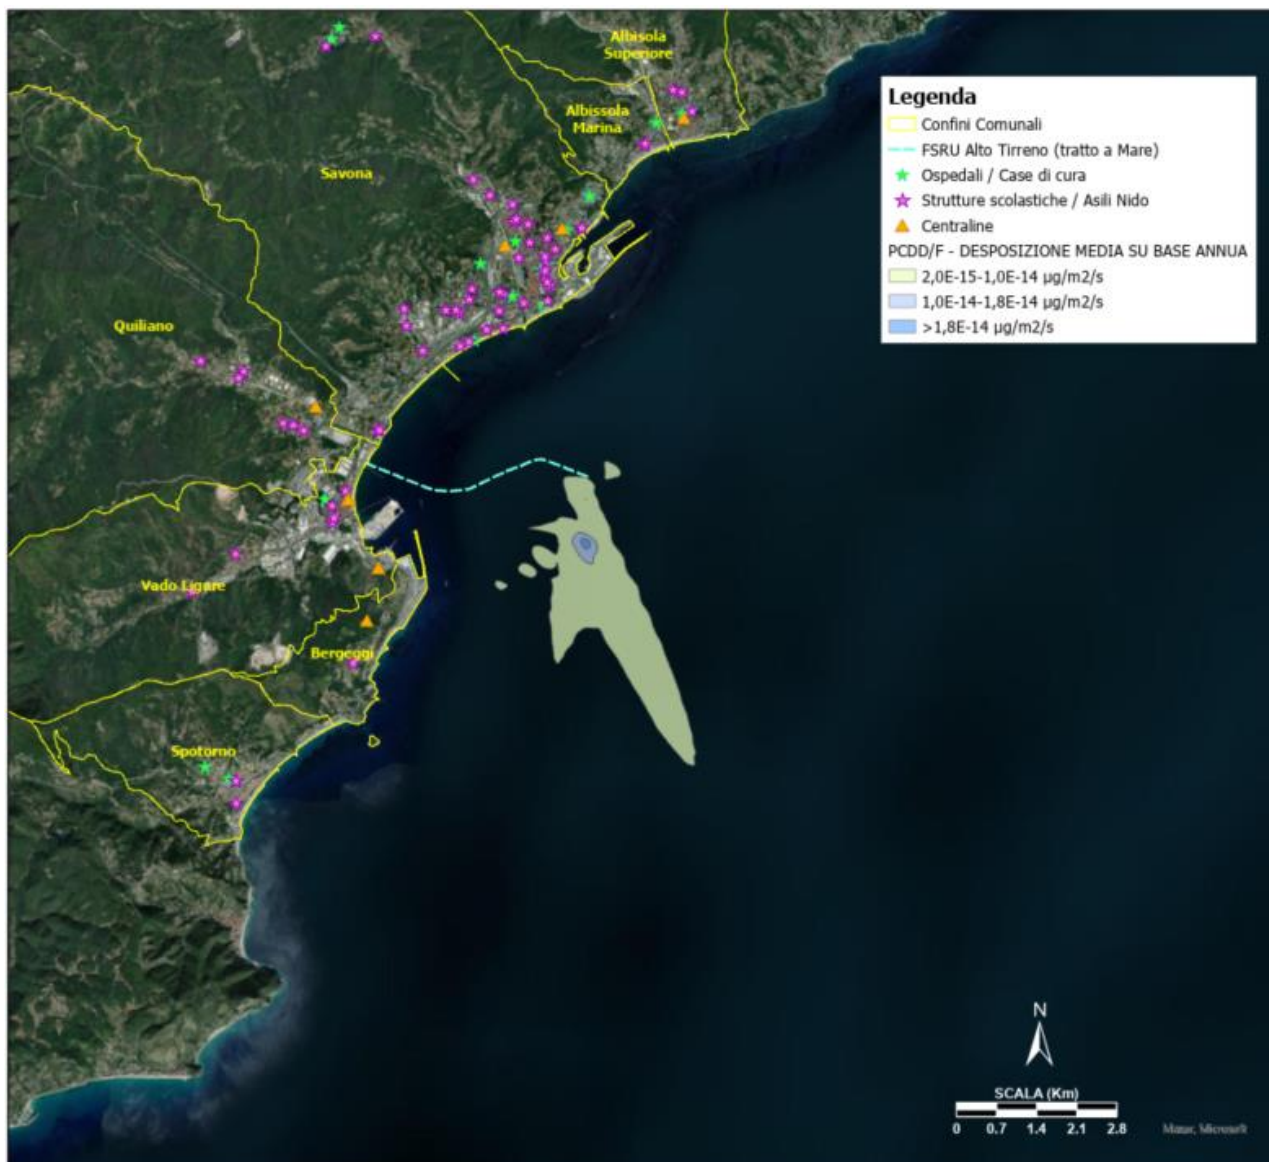 Albisola
Superiore
Albissola
Marina
Savona
Quiliano
Vado Ligure
Bergeggi
Spotorno
Legenda
Confini Comunali
FSRU Alto Tirreno (tratto a Mare)
Ospedali / Case di cura
Strutture scolastiche / Asili Nido
Centraline
PCDD/F - DESPOSIZIONE MEDIA SU BASE ANNUA
2,0E-15-1,0E-14 µg/m2/s
1,0E-14-1,8E-14 µg/m2/s
>1,8E-14 µg/m2/s
N
SCALA (Km)
0 0.7 1.4 2.1 2.8
Maxar, Microsoft